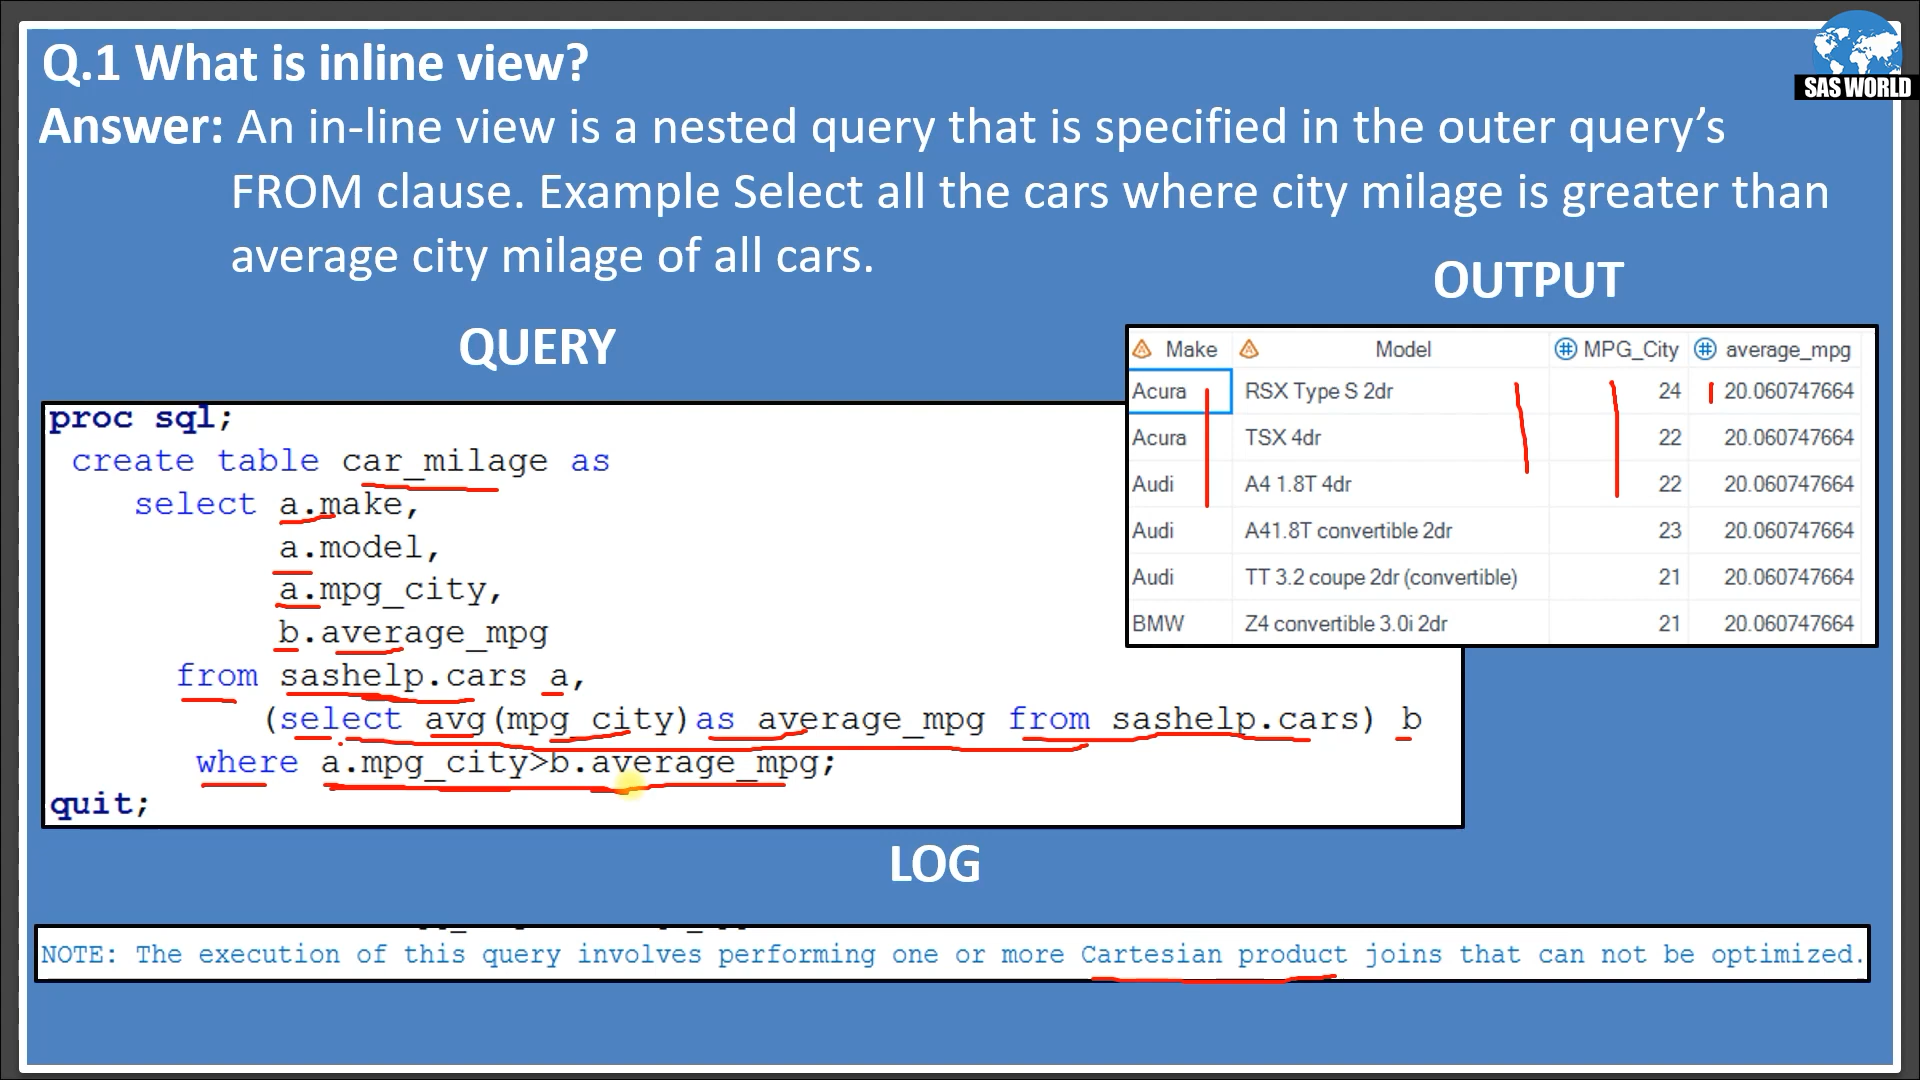 Q.1 What is inline view?
SAS WORLD
Answer: An in-line view is a nested query that is specified in the outer query’s
FROM clause. Example Select all the cars where city milage is greater than
average city milage of all cars.
QUERY
proc sql;
create table car_milage as
select a.make,
a.model,
a.mpg_city,
b.average_mpg
from sashelp.cars a,
(select avg(mpg_city)as average_mpg from sashelp.cars) b
where a.mpg_city>b.average_mpg;
quit;
OUTPUT
Make Model MPG_City average_mpg
Acura RSX Type S 2dr 24 20.060747664
Acura TSX 4dr 22 20.060747664
Audi A4 1.8T 4dr 22 20.060747664
Audi A41.8T convertible 2dr 23 20.060747664
Audi TT 3.2 coupe 2dr (convertible) 21 20.060747664
BMW Z4 convertible 3.0i 2dr 21 20.060747664
LOG
NOTE: The execution of this query involves performing one or more Cartesian product joins that can not be optimized.